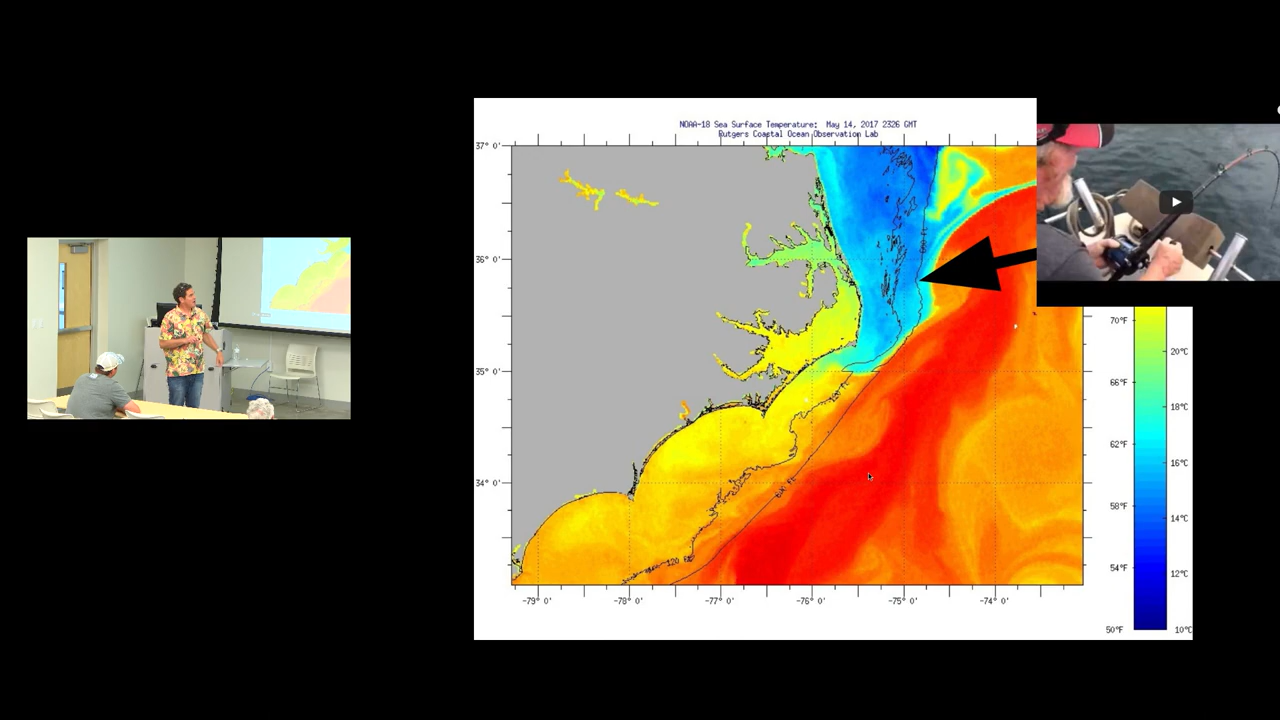 NOAA-18 Sea Surface Temperature: May 14, 2017 2326 GMT
Rutgers Coastal Ocean Observation Lab
37° 0'
36° 0'
35° 0'
34° 0'
-79° 0'
-78° 0'
-77° 0'
-76° 0'
-75° 0'
-74° 0'
120
70°F
20°C
66°F
18°C
62°F
16°C
58°F
14°C
54°F
12°C
50°F
10°C